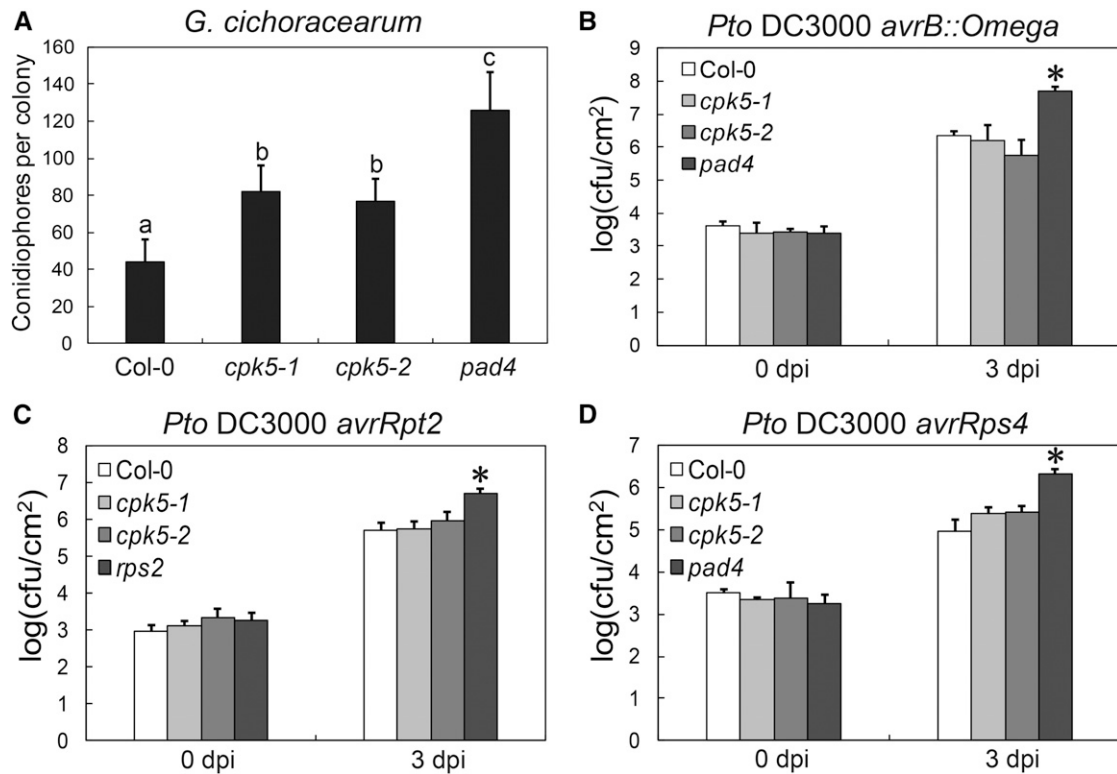 A
G. cichoracearum
Conidiophores per colony
160
140
120
100
80
60
40
20
0
a
b
b
c
Col-0
cpk5-1
cpk5-2
pad4
B
Pto DC3000 avrB::Omega
log(cfu/cm²)
9
8
7
6
5
4
3
2
1
0
Col-0
cpk5-1
cpk5-2
pad4
*
0 dpi
3 dpi
C
Pto DC3000 avrRpt2
log(cfu/cm²)
8
7
6
5
4
3
2
1
0
Col-0
cpk5-1
cpk5-2
rps2
*
0 dpi
3 dpi
D
Pto DC3000 avrRps4
log(cfu/cm²)
7
6
5
4
3
2
1
0
Col-0
cpk5-1
cpk5-2
pad4
*
0 dpi
3 dpi